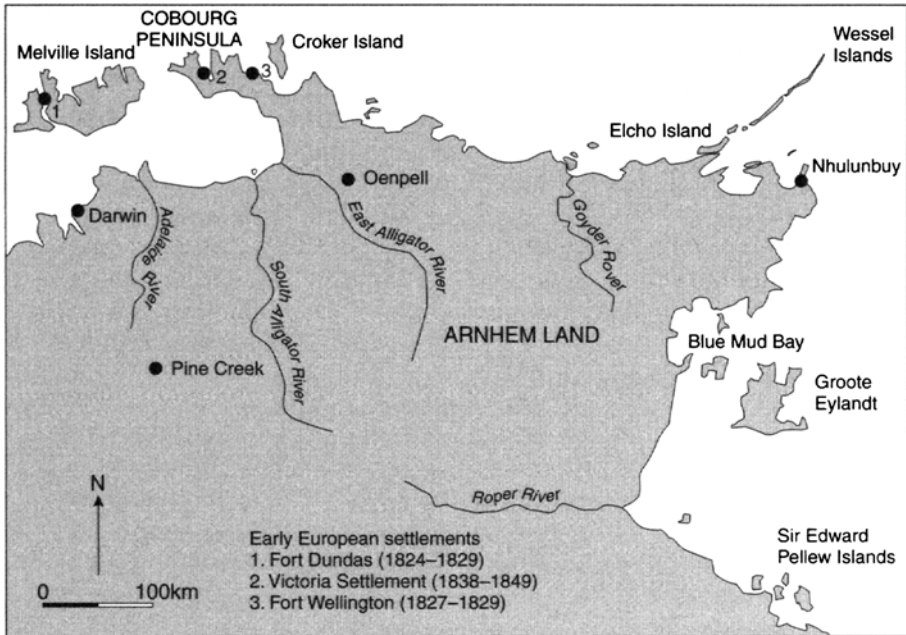 COBOURG
PENINSULA
Melville Island
Croker Island
Wessel
Islands
1
2
3
Elcho Island
Nhulunbuy
Oenpell
Darwin
Adelaide River
South Alligator River
East Alligator River
Goyder Rover
ARNHEM LAND
Blue Mud Bay
Pine Creek
Groote
Eylandt
N
Roper River
Early European settlements
1. Fort Dundas (1824–1829)
2. Victoria Settlement (1838–1849)
3. Fort Wellington (1827–1829)
0 100km
Sir Edward
Pellew Islands